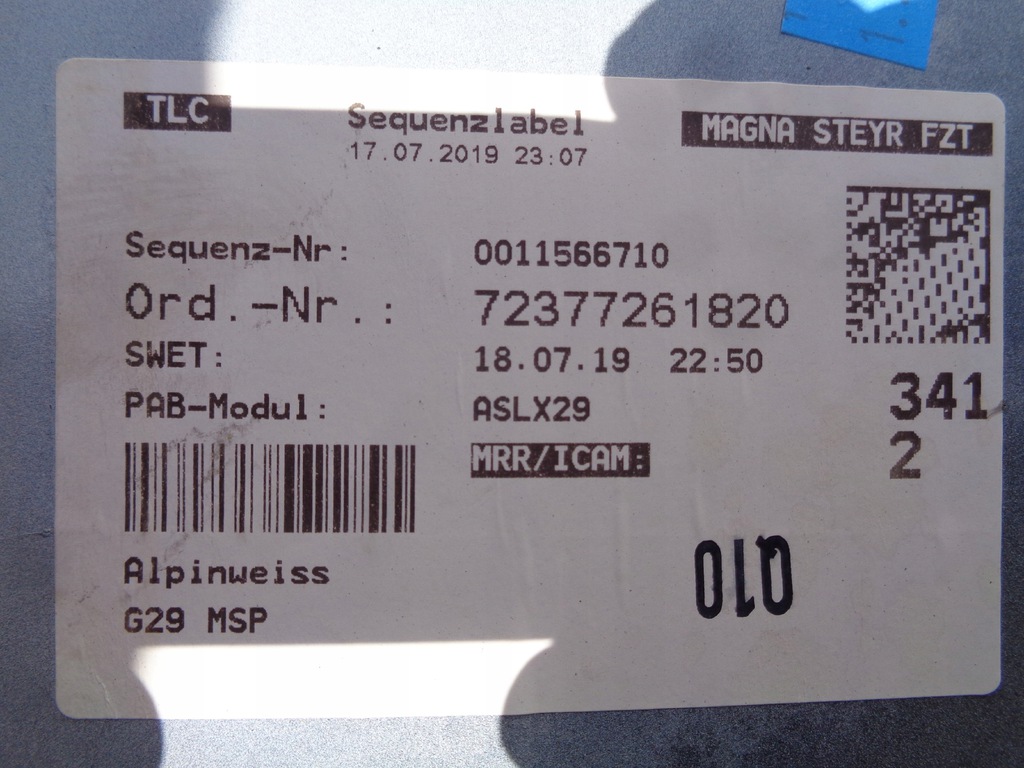 TLC
Sequenzlabel
MAGNA STEYR FZT
17.07.2019 23:07
Sequenz-Nr: 0011566710
Ord.-Nr.: 72377261820
SWET: 18.07.19 22:50
PAB-Modul: ASLX29
341
2
MRR/ICAM:
Alpinweiss
G29 MSP
010